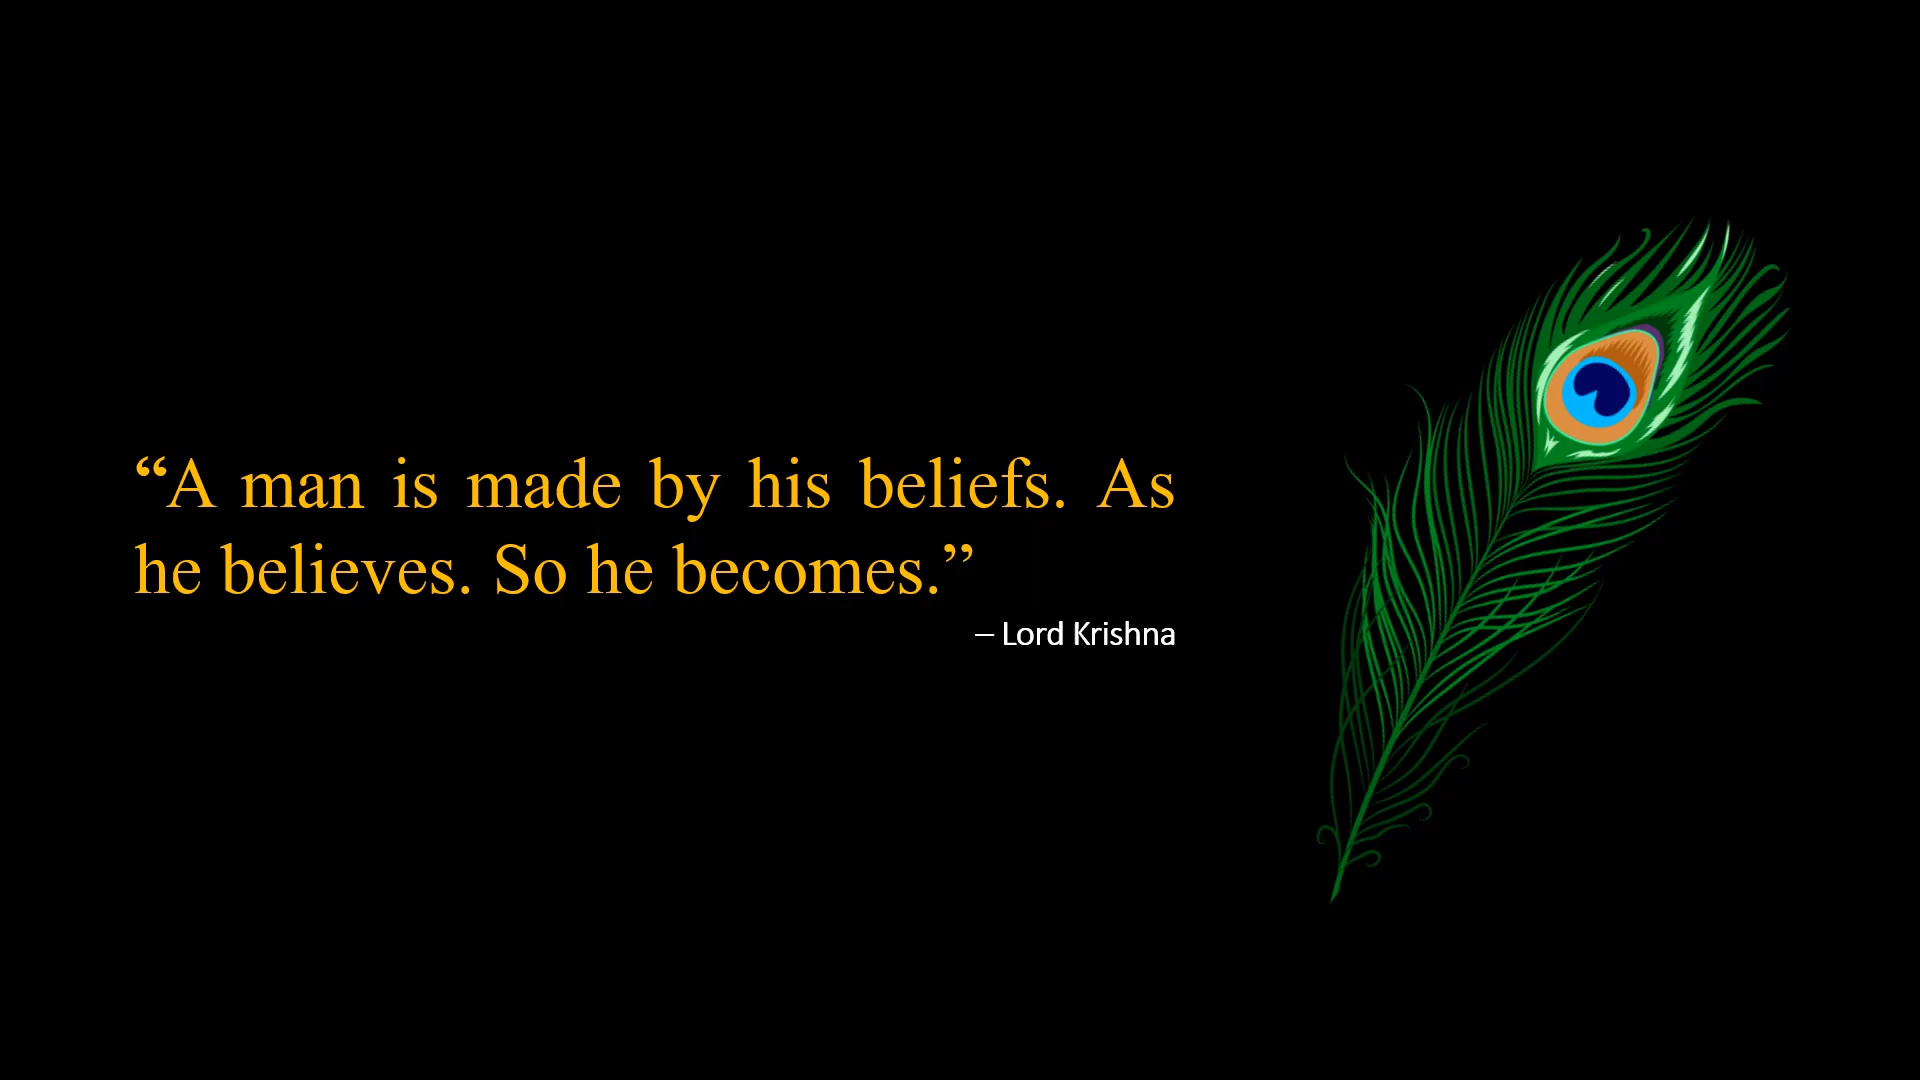 “A man is made by his beliefs. As
he believes. So he becomes.”
– Lord Krishna